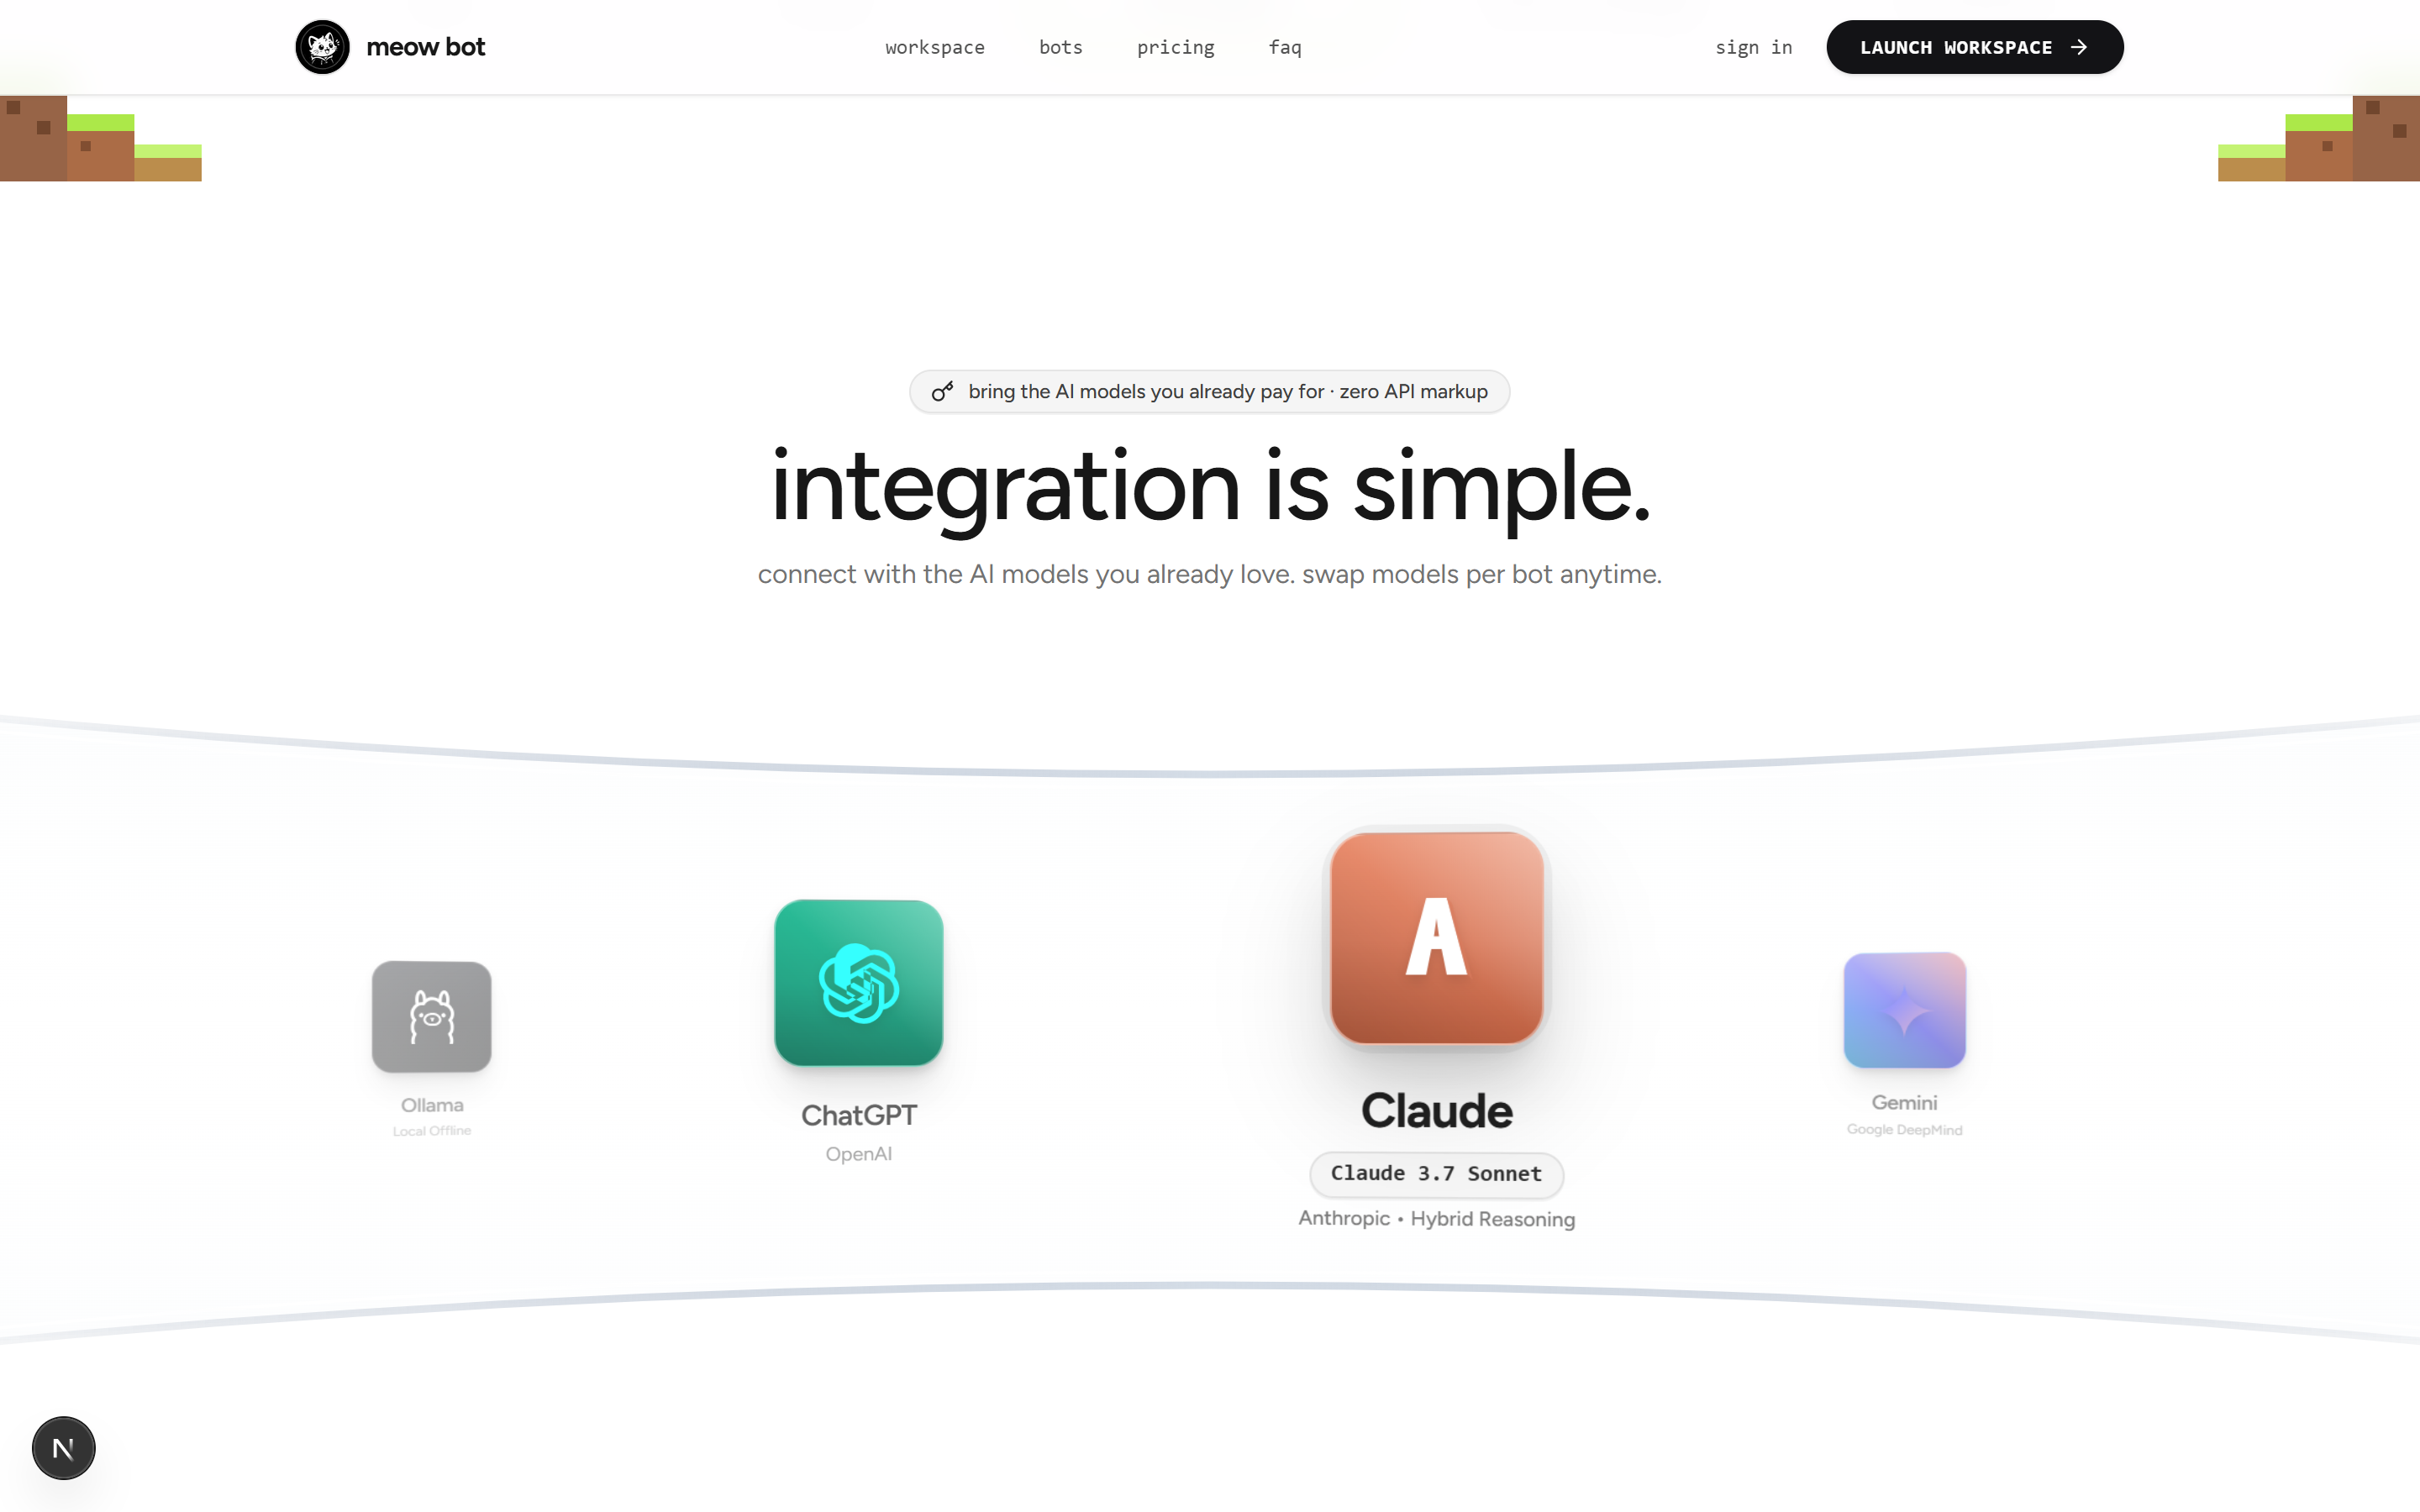 meow bot
workspace
bots
pricing
faq
sign in
LAUNCH WORKSPACE
bring the AI models you already pay for · zero API markup
integration is simple.
connect with the AI models you already love. swap models per bot anytime.
Ollama
Local Offline
ChatGPT
OpenAI
A
Claude
Claude 3.7 Sonnet
Anthropic • Hybrid Reasoning
Gemini
Google DeepMind
N